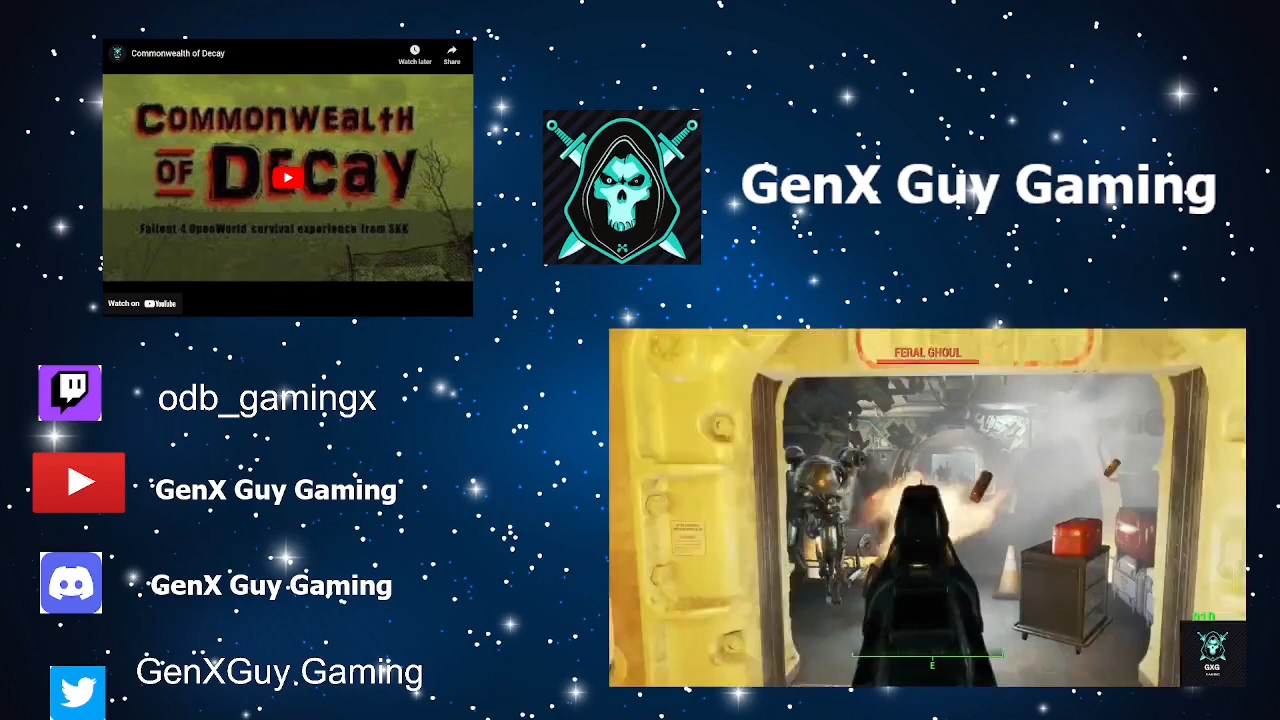 Commonwealth of Decay
Watch later
Share
Commonwealth
of Decay
Fallout 4 OpenWorld survival experience from SKK
Watch on YouTube
GenX Guy Gaming
odb_gamingx
GenX Guy Gaming
GenX Guy Gaming
GenXGuy.Gaming
FERAL GHOUL
E
GXG
GAMING